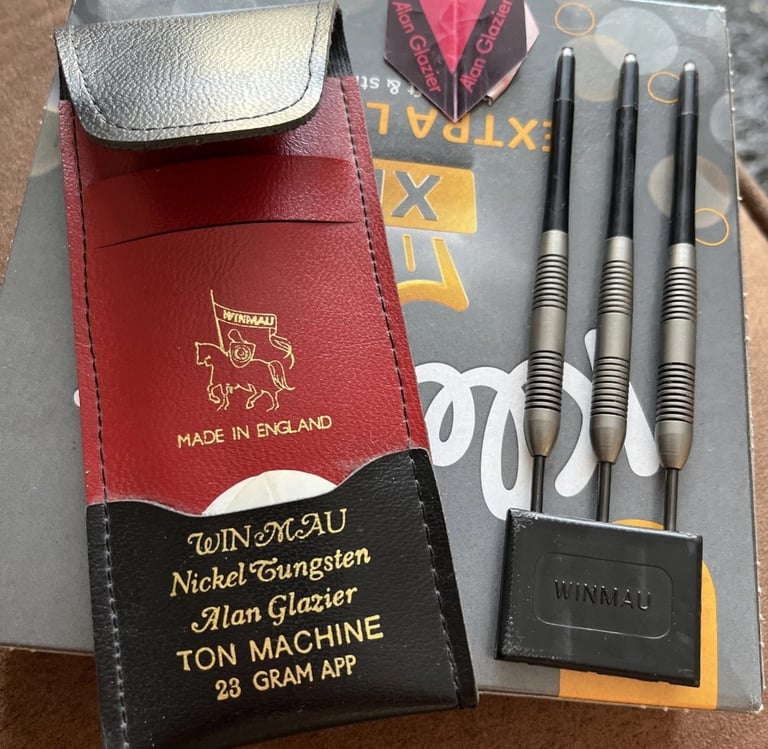 WINMAU
MADE IN ENGLAND
WINMAU
Nickel Tungsten
Alan Glazier
TON MACHINE
23 GRAM APP
Alan Glazier
Alan Glazier
EXTRA L
WINMAU